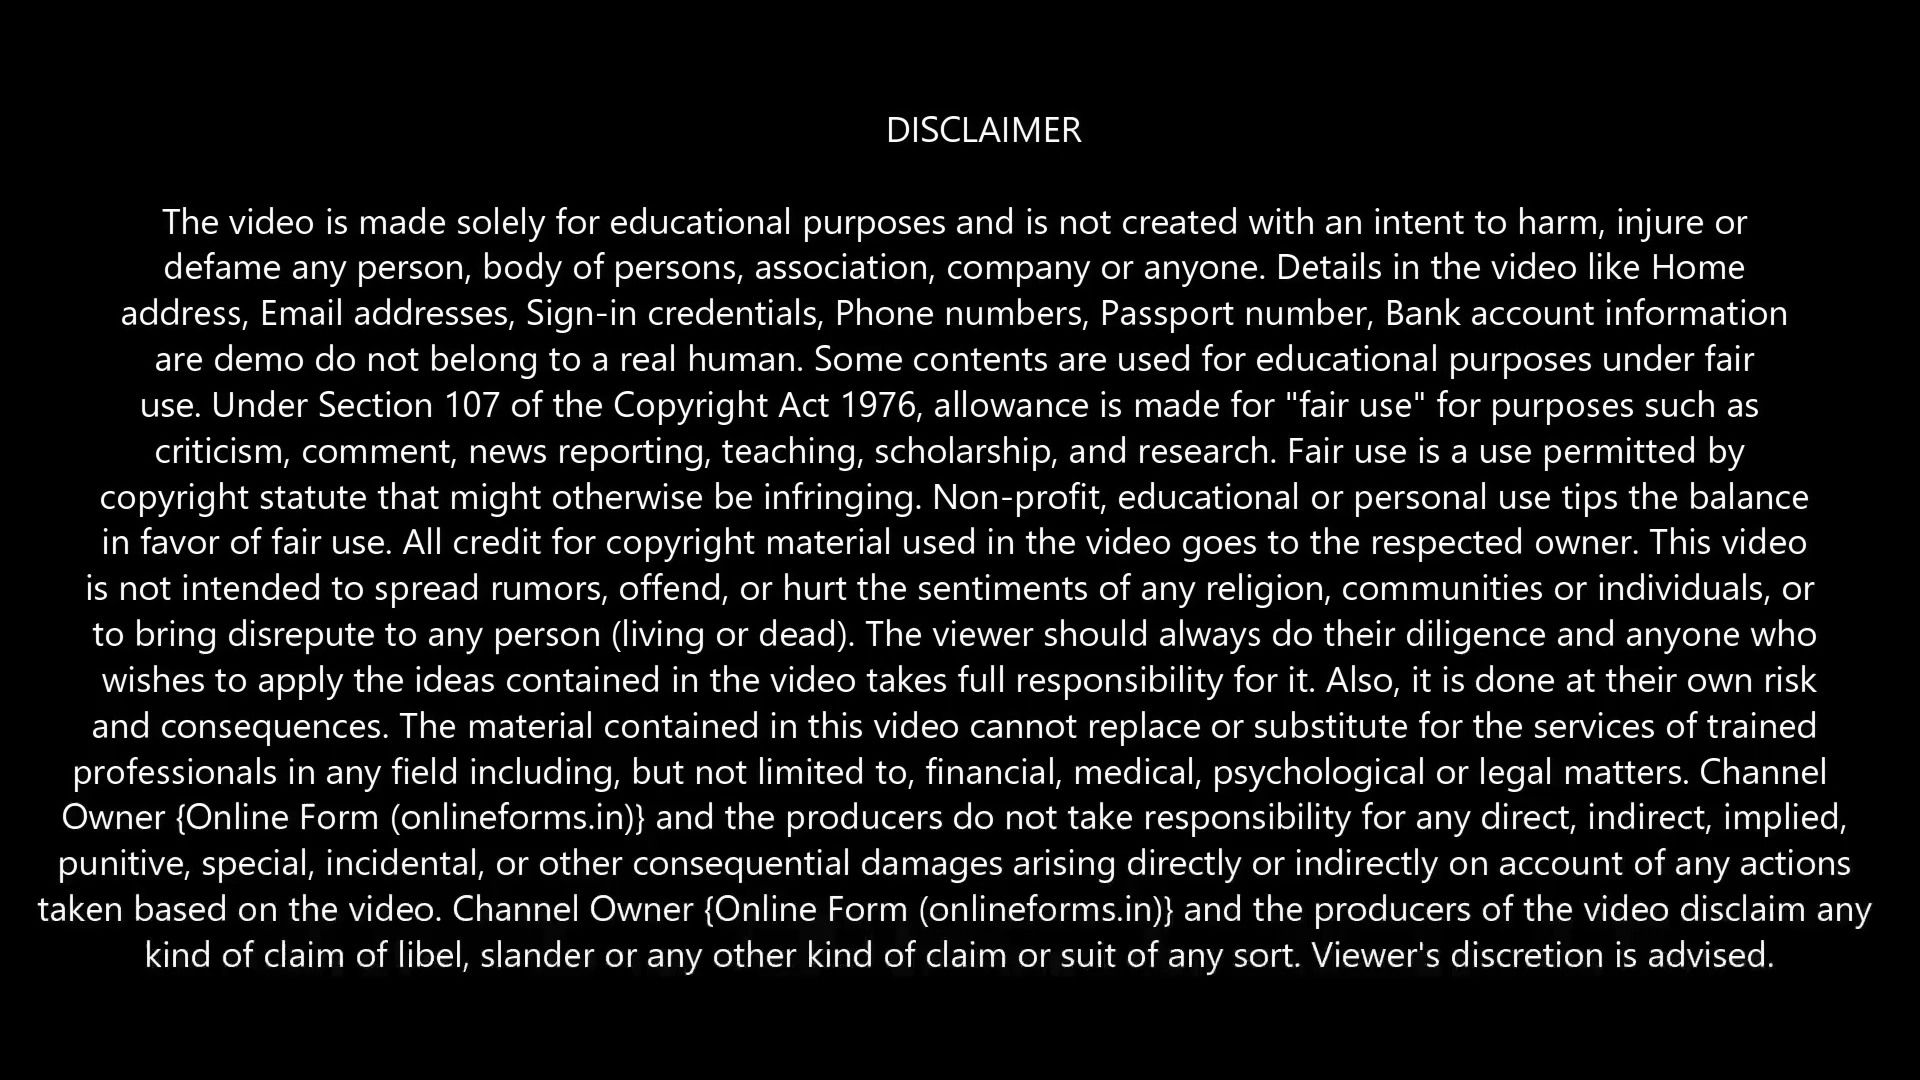 DISCLAIMER
The video is made solely for educational purposes and is not created with an intent to harm, injure or
defame any person, body of persons, association, company or anyone. Details in the video like Home
address, Email addresses, Sign-in credentials, Phone numbers, Passport number, Bank account information
are demo do not belong to a real human. Some contents are used for educational purposes under fair
use. Under Section 107 of the Copyright Act 1976, allowance is made for "fair use" for purposes such as
criticism, comment, news reporting, teaching, scholarship, and research. Fair use is a use permitted by
copyright statute that might otherwise be infringing. Non-profit, educational or personal use tips the balance
in favor of fair use. All credit for copyright material used in the video goes to the respected owner. This video
is not intended to spread rumors, offend, or hurt the sentiments of any religion, communities or individuals, or
to bring disrepute to any person (living or dead). The viewer should always do their diligence and anyone who
wishes to apply the ideas contained in the video takes full responsibility for it. Also, it is done at their own risk
and consequences. The material contained in this video cannot replace or substitute for the services of trained
professionals in any field including, but not limited to, financial, medical, psychological or legal matters. Channel
Owner {Online Form (onlineforms.in)} and the producers do not take responsibility for any direct, indirect, implied,
punitive, special, incidental, or other consequential damages arising directly or indirectly on account of any actions
taken based on the video. Channel Owner {Online Form (onlineforms.in)} and the producers of the video disclaim any
kind of claim of libel, slander or any other kind of claim or suit of any sort. Viewer's discretion is advised.